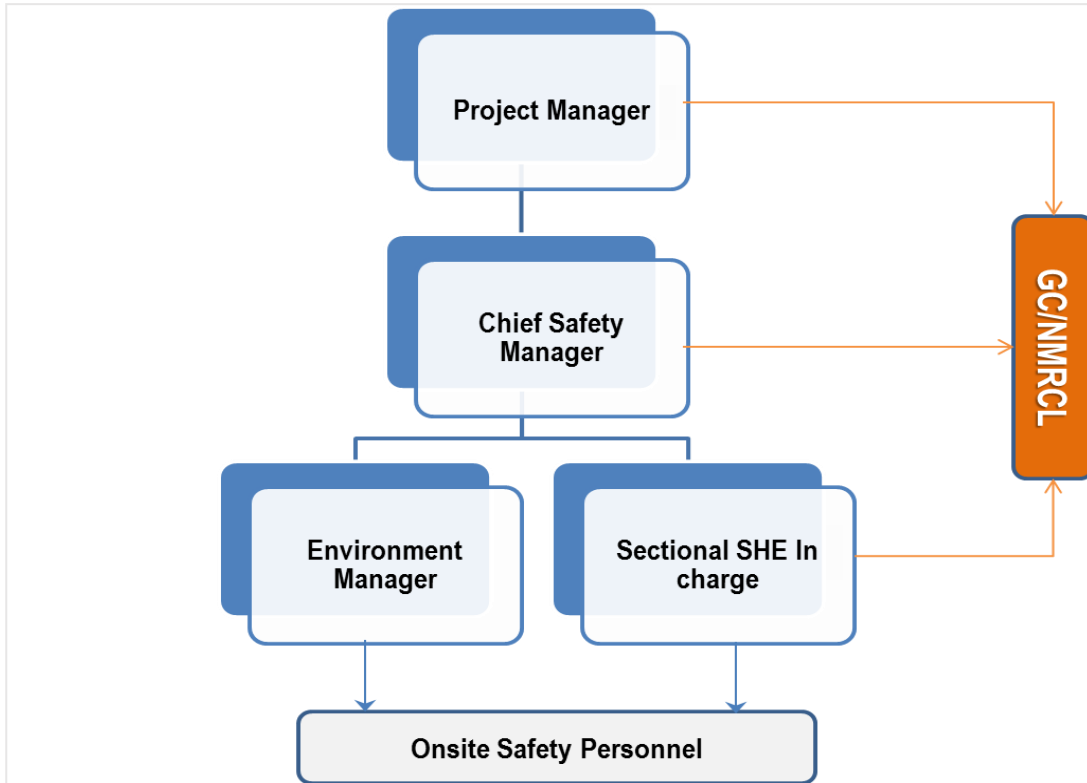 Project Manager
GC/NMRCL
Chief Safety
Manager
Environment
Manager
Sectional SHE In
charge
Onsite Safety Personnel